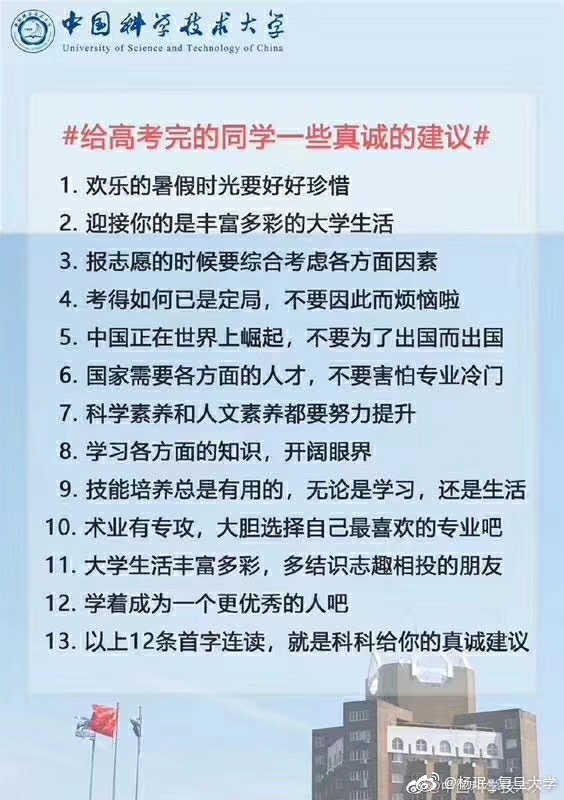 中国科学技术大学
University of Science and Technology of China
#给高考完的同学一些真诚的建议#
1. 欢乐的暑假时光要好好珍惜
2. 迎接你的是丰富多彩的大学生活
3. 报志愿的时候要综合考虑各方面因素
4. 考得如何已是定局，不要因此而烦恼啦
5. 中国正在世界上崛起，不要为了出国而出国
6. 国家需要各方面的人才，不要害怕专业冷门
7. 科学素养和人文素养都要努力提升
8. 学习各方面的知识，开阔眼界
9. 技能培养总是有用的，无论是学习，还是生活
10. 术业有专攻，大胆选择自己最喜欢的专业吧
11. 大学生活丰富多彩，多结识志趣相投的朋友
12. 学着成为一个更优秀的人吧
13. 以上12条首字连读，就是科科给你的真诚建议
@杨珉_复旦大学